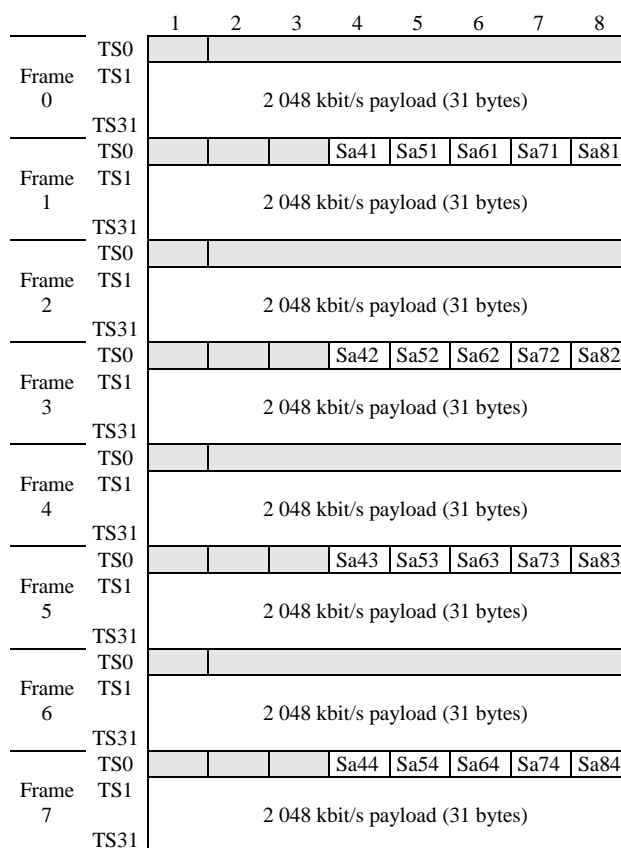 1 2 3 4 5 6 7 8
TS0
Frame 0
TS1
2 048 kbit/s payload (31 bytes)
TS31
TS0 Sa41 Sa51 Sa61 Sa71 Sa81
Frame 1
TS1
2 048 kbit/s payload (31 bytes)
TS31
TS0
Frame 2
TS1
2 048 kbit/s payload (31 bytes)
TS31
TS0 Sa42 Sa52 Sa62 Sa72 Sa82
Frame 3
TS1
2 048 kbit/s payload (31 bytes)
TS31
TS0
Frame 4
TS1
2 048 kbit/s payload (31 bytes)
TS31
TS0 Sa43 Sa53 Sa63 Sa73 Sa83
Frame 5
TS1
2 048 kbit/s payload (31 bytes)
TS31
TS0
Frame 6
TS1
2 048 kbit/s payload (31 bytes)
TS31
TS0 Sa44 Sa54 Sa64 Sa74 Sa84
Frame 7
TS1
2 048 kbit/s payload (31 bytes)
TS31